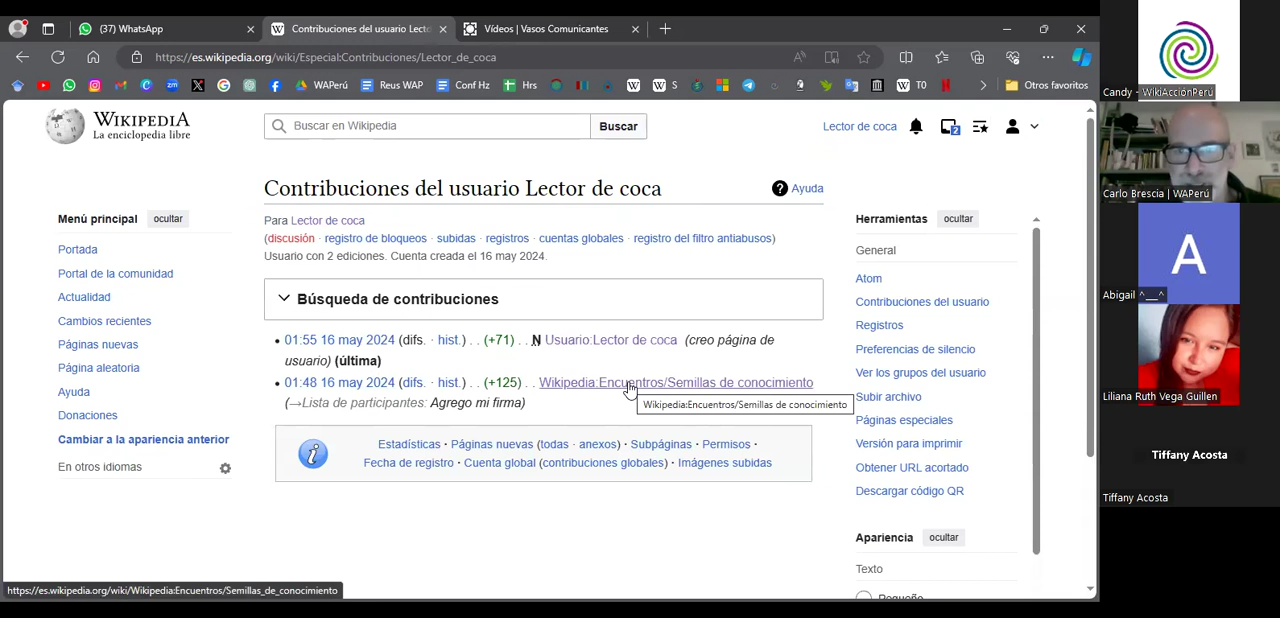 (37) WhatsApp
Contribuciones del usuario Lecto
Vídeos | Vasos Comunicantes
https://es.wikipedia.org/wiki/Especial:Contribuciones/Lector_de_coca
WAPerú
Reus WAP
Conf Hz
Hrs
S
T0
Otros favoritos
WIKIPEDIA
La enciclopedia libre
Buscar en Wikipedia
Buscar
Lector de coca
2
Menú principal
ocultar
Portada
Portal de la comunidad
Actualidad
Cambios recientes
Páginas nuevas
Página aleatoria
Ayuda
Donaciones
Cambiar a la apariencia anterior
En otros idiomas
Contribuciones del usuario Lector de coca
Ayuda
Para Lector de coca
(discusión · registro de bloqueos · subidas · registros · cuentas globales · registro del filtro antiabusos)
Usuario con 2 ediciones. Cuenta creada el 16 may 2024.
Búsqueda de contribuciones
• 01:55 16 may 2024 (difs. · hist.) . . (+71) . . N Usuario:Lector de coca (creo página de
usuario) (última)
• 01:48 16 may 2024 (difs. · hist.) . . (+125) . . Wikipedia:Encuentros/Semillas de conocimiento
(→Lista de participantes: Agrego mi firma)
Wikipedia:Encuentros/Semillas de conocimiento
Estadísticas · Páginas nuevas (todas · anexos) · Subpáginas · Permisos ·
Fecha de registro · Cuenta global (contribuciones globales) · Imágenes subidas
Herramientas
ocultar
General
Atom
Contribuciones del usuario
Registros
Preferencias de silencio
Ver los grupos del usuario
Subir archivo
Páginas especiales
Versión para imprimir
Obtener URL acortado
Descargar código QR
Apariencia
ocultar
Texto
Pequeño
https://es.wikipedia.org/wiki/Wikipedia:Encuentros/Semillas_de_conocimiento
Candy - WikiAcciónPerú
Carlo Brescia | WAPerú
A
Abigail ^__^
Liliana Ruth Vega Guillen
Tiffany Acosta
Tiffany Acosta